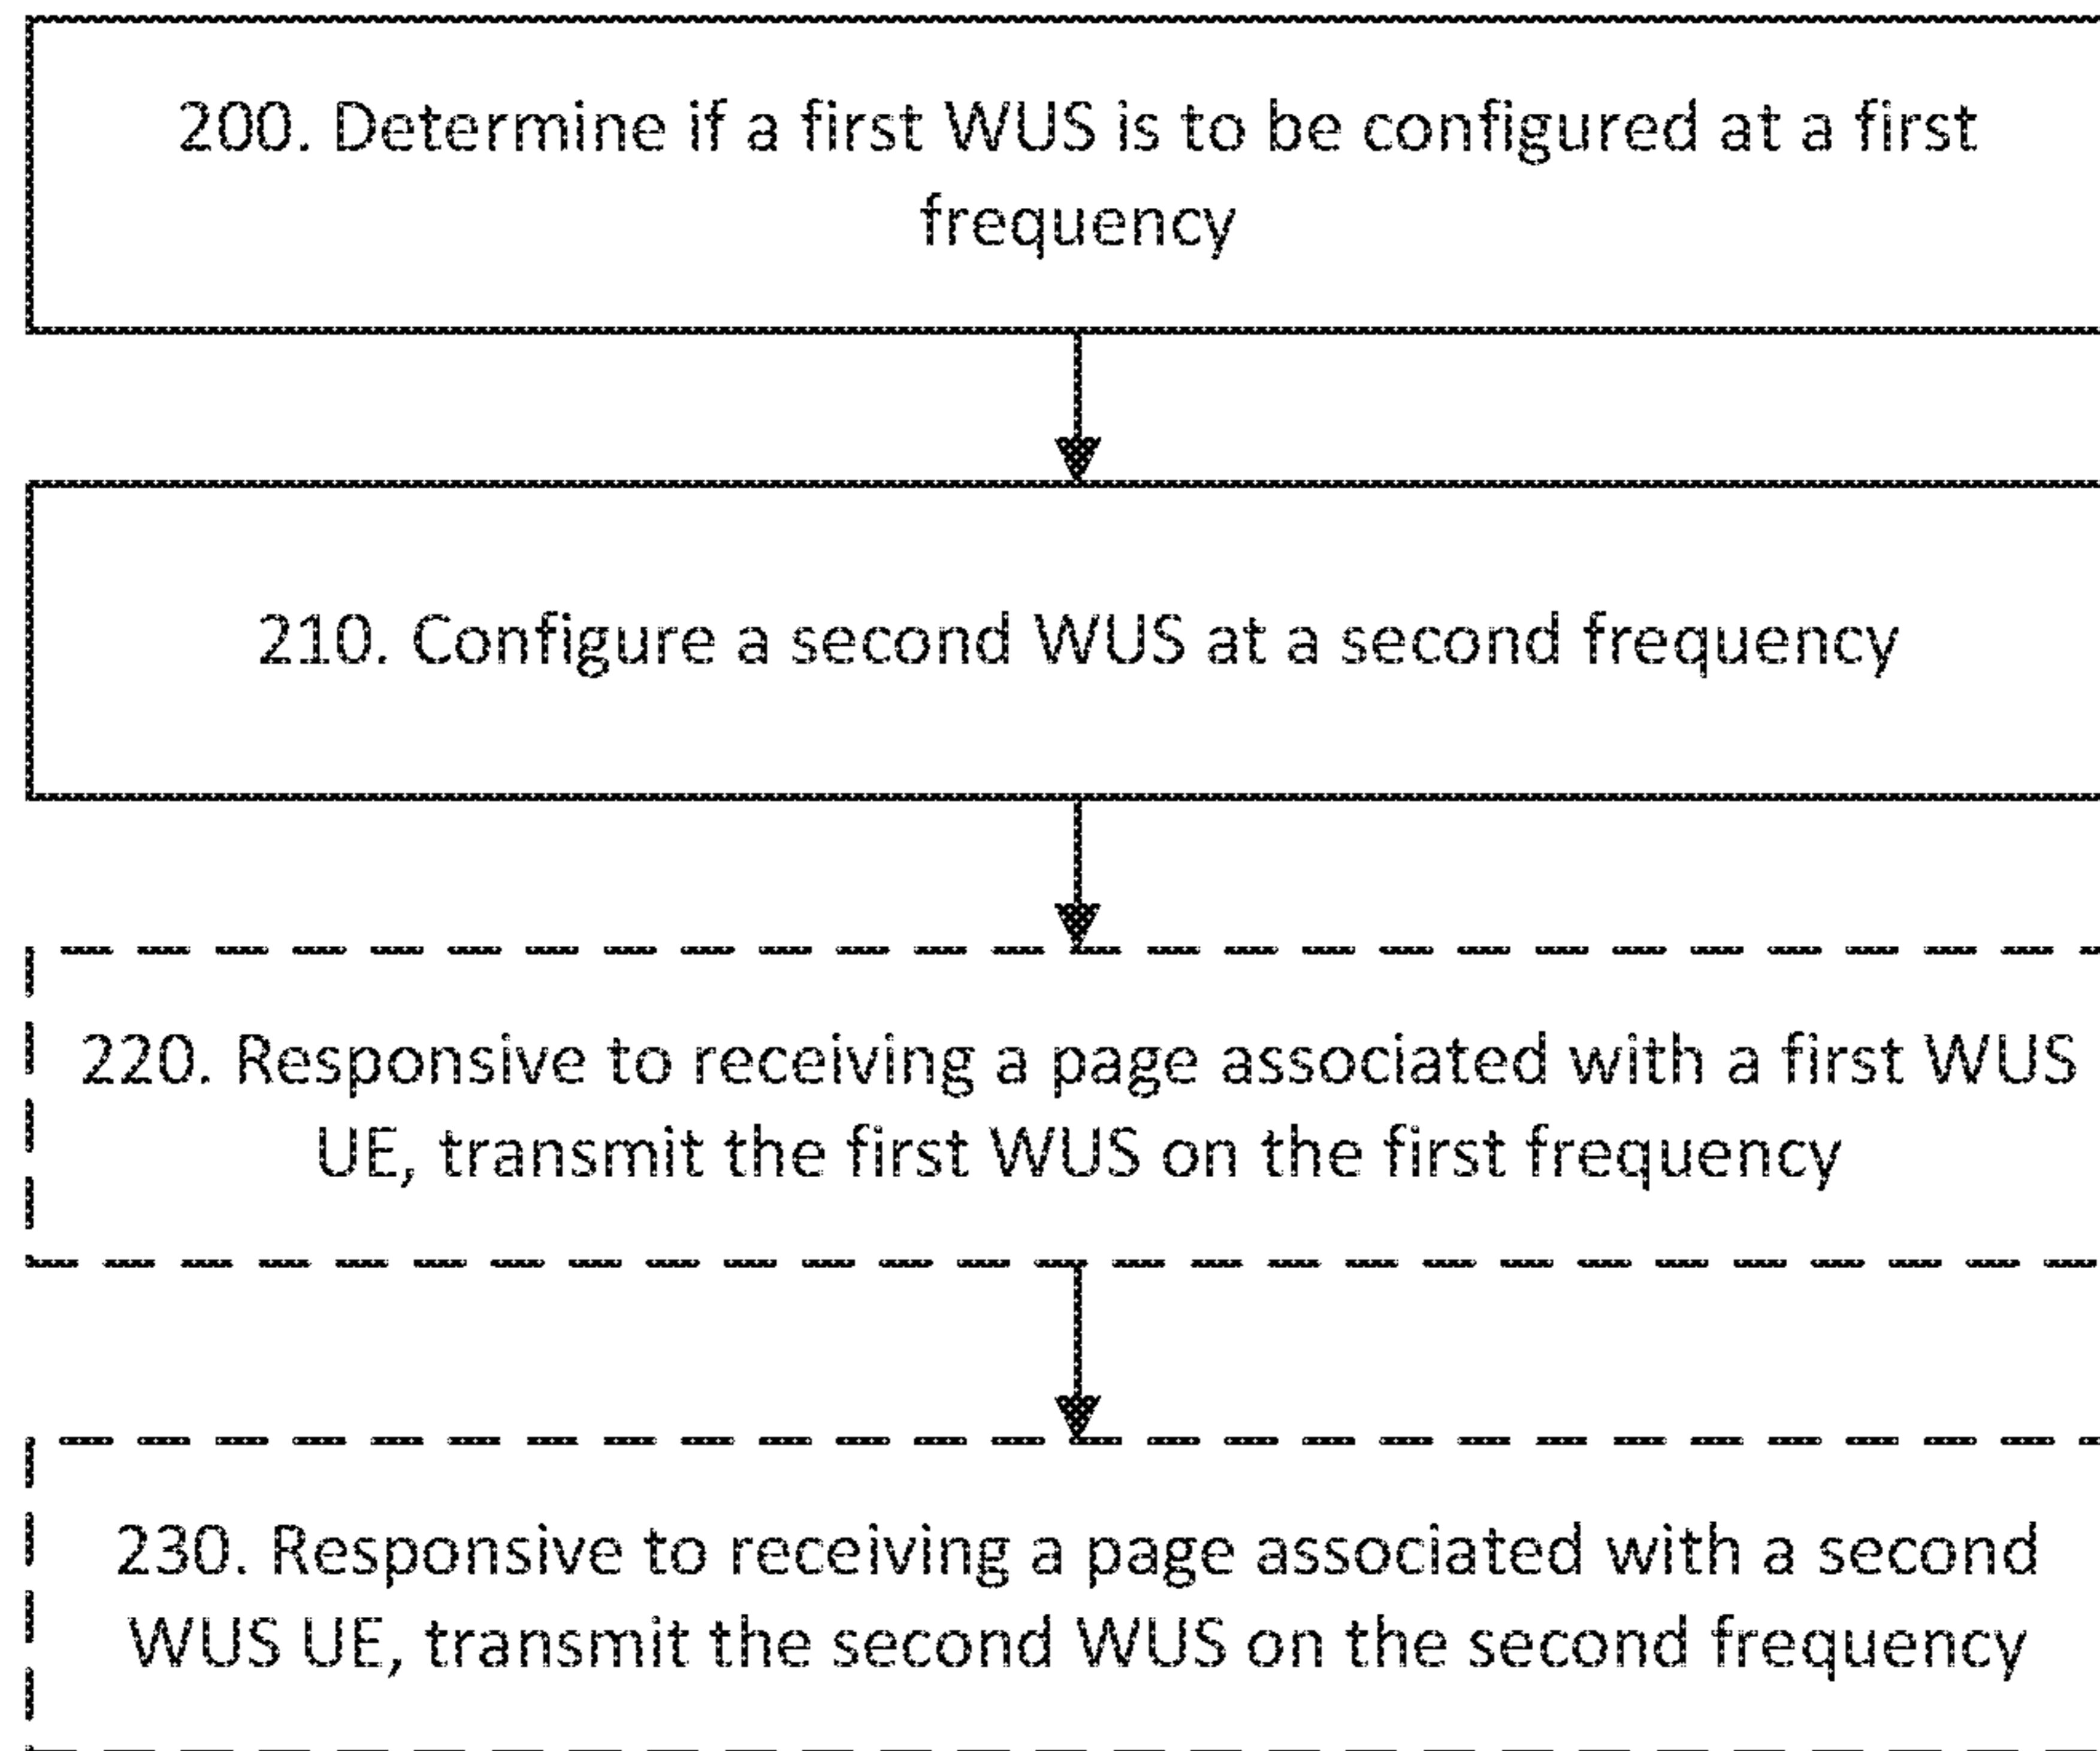 200. Determine if a first WUS is to be configured at a first
frequency
210. Configure a second WUS at a second frequency
220. Responsive to receiving a page associated with a first WUS
UE, transmit the first WUS on the first frequency
230. Responsive to receiving a page associated with a second
WUS UE, transmit the second WUS on the second frequency